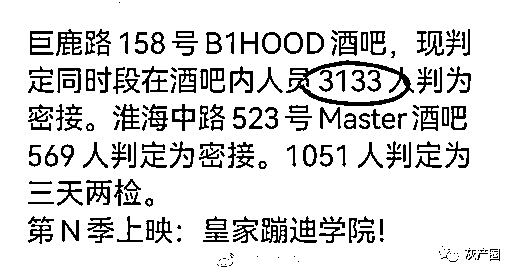 巨鹿路158号B1HOOD酒吧，现判
定同时段在酒吧内人员3133人判为
密接。淮海中路523号Master酒吧
569人判定为密接。1051人判定为
三天两检。
第N季上映：皇家蹦迪学院！
灰产圈